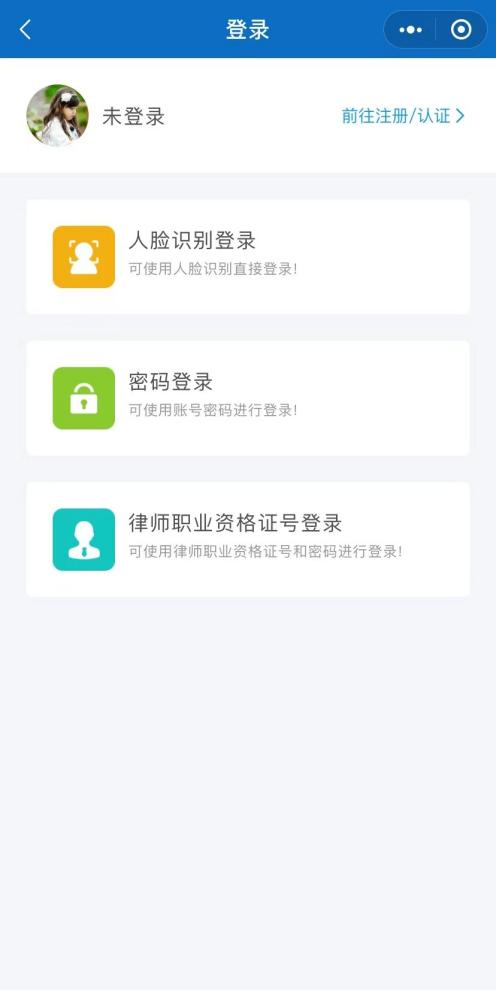 登录
未登录
前往注册/认证
人脸识别登录
可使用人脸识别直接登录!
密码登录
可使用账号密码进行登录!
律师职业资格证号登录
可使用律师职业资格证号和密码进行登录!